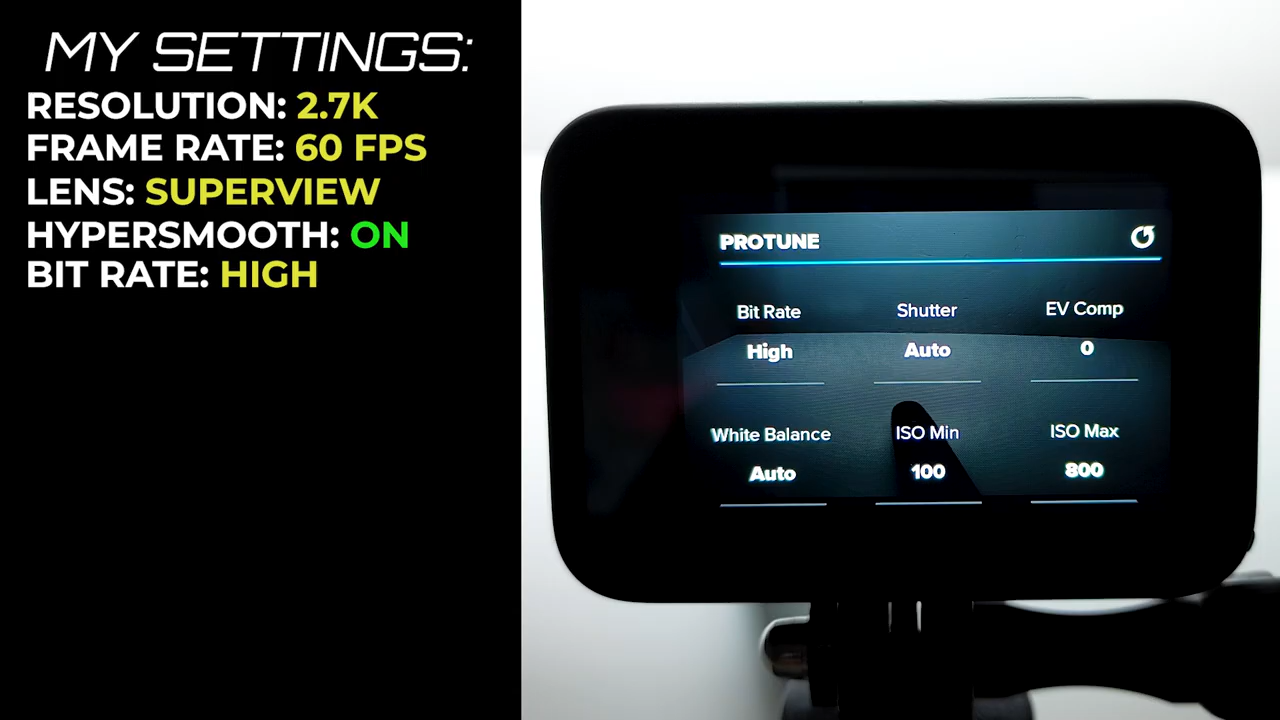 MY SETTINGS:
RESOLUTION: 2.7K
FRAME RATE: 60 FPS
LENS: SUPERVIEW
HYPERSMOOTH: ON
BIT RATE: HIGH
PROTUNE
Bit Rate Shutter EV Comp
High Auto 0
White Balance ISO Min ISO Max
Auto 100 800